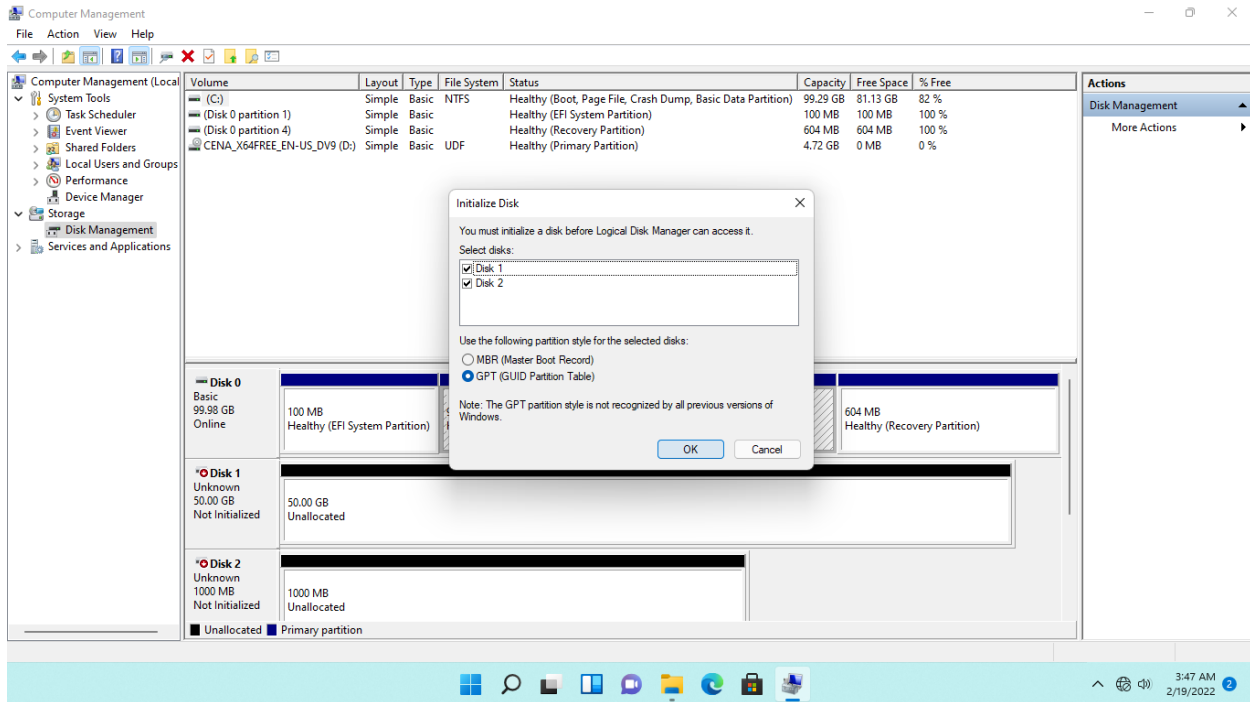 Computer Management
File Action View Help
Computer Management (Local
System Tools
Task Scheduler
Event Viewer
Shared Folders
Local Users and Groups
Performance
Device Manager
Storage
Disk Management
Services and Applications
Volume Layout Type File System Status Capacity Free Space % Free
(C:) Simple Basic NTFS Healthy (Boot, Page File, Crash Dump, Basic Data Partition) 99.29 GB 81.13 GB 82 %
(Disk 0 partition 1) Simple Basic Healthy (EFI System Partition) 100 MB 100 MB 100 %
(Disk 0 partition 4) Simple Basic Healthy (Recovery Partition) 604 MB 604 MB 100 %
CENA_X64FREE_EN-US_DV9 (D:) Simple Basic UDF Healthy (Primary Partition) 4.72 GB 0 MB 0 %
Actions
Disk Management
More Actions
Initialize Disk
You must initialize a disk before Logical Disk Manager can access it.
Select disks:
Disk 1
Disk 2
Use the following partition style for the selected disks:
MBR (Master Boot Record)
GPT (GUID Partition Table)
Note: The GPT partition style is not recognized by all previous versions of
Windows.
OK Cancel
Disk 0
Basic
99.98 GB
Online
100 MB
Healthy (EFI System Partition)
604 MB
Healthy (Recovery Partition)
Disk 1
Unknown
50.00 GB
Not Initialized
50.00 GB
Unallocated
Disk 2
Unknown
1000 MB
Not Initialized
1000 MB
Unallocated
Unallocated Primary partition
3:47 AM
2/19/2022
2